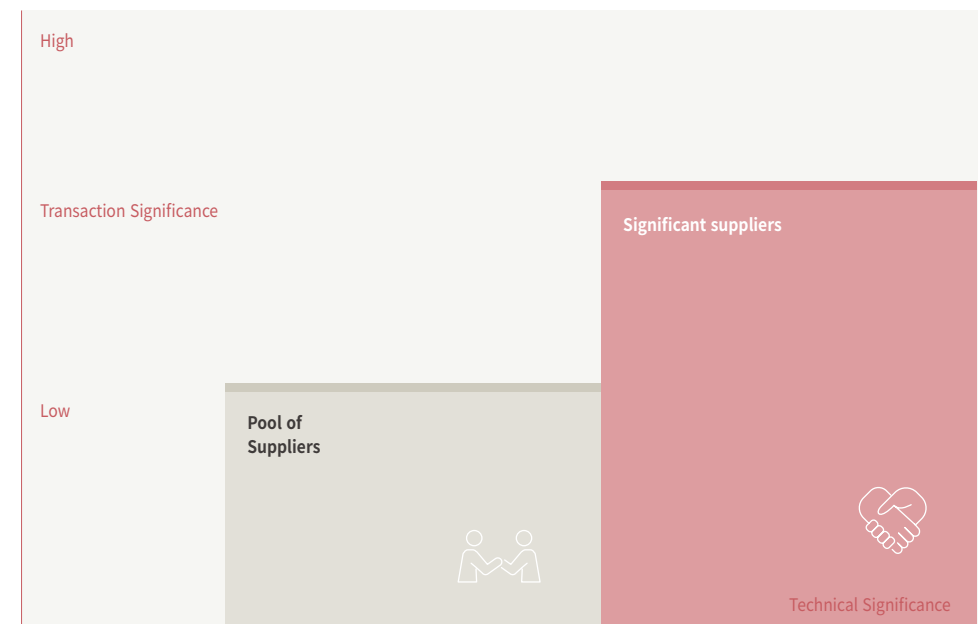 High
Transaction Significance
Significant suppliers
Low
Pool of
Suppliers
Technical Significance